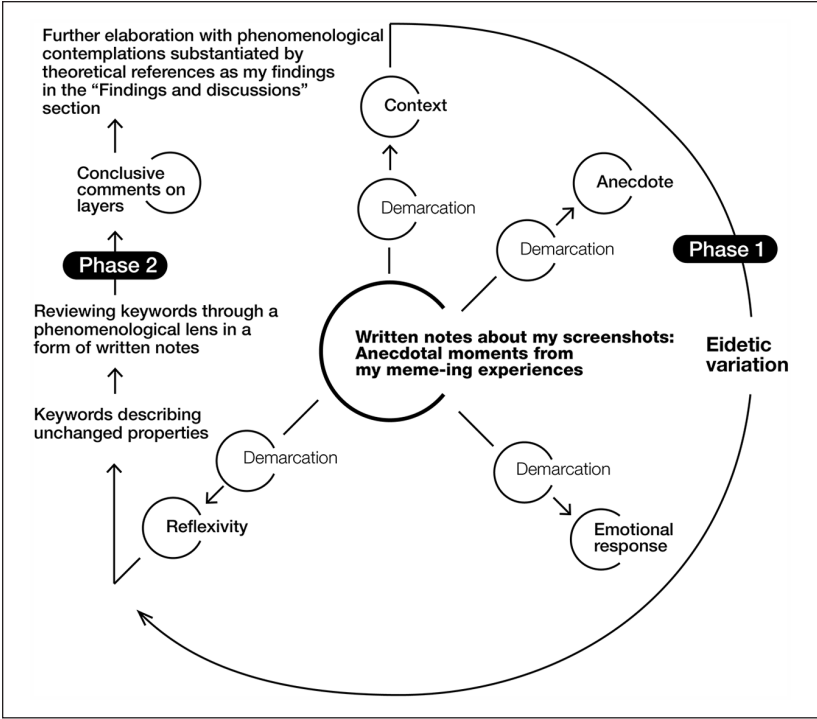 Further elaboration with phenomenological
contemplations substantiated by
theoretical references as my findings
in the “Findings and discussions”
section
Conclusive
comments on
layers
Phase 2
Reviewing keywords through a
phenomenological lens in a
form of written notes
Keywords describing
unchanged properties
Context
Demarcation
Anecdote
Demarcation
Phase 1
Eidetic
variation
Written notes about my screenshots:
Anecdotal moments from
my meme-ing experiences
Demarcation
Reflexivity
Demarcation
Emotional
response